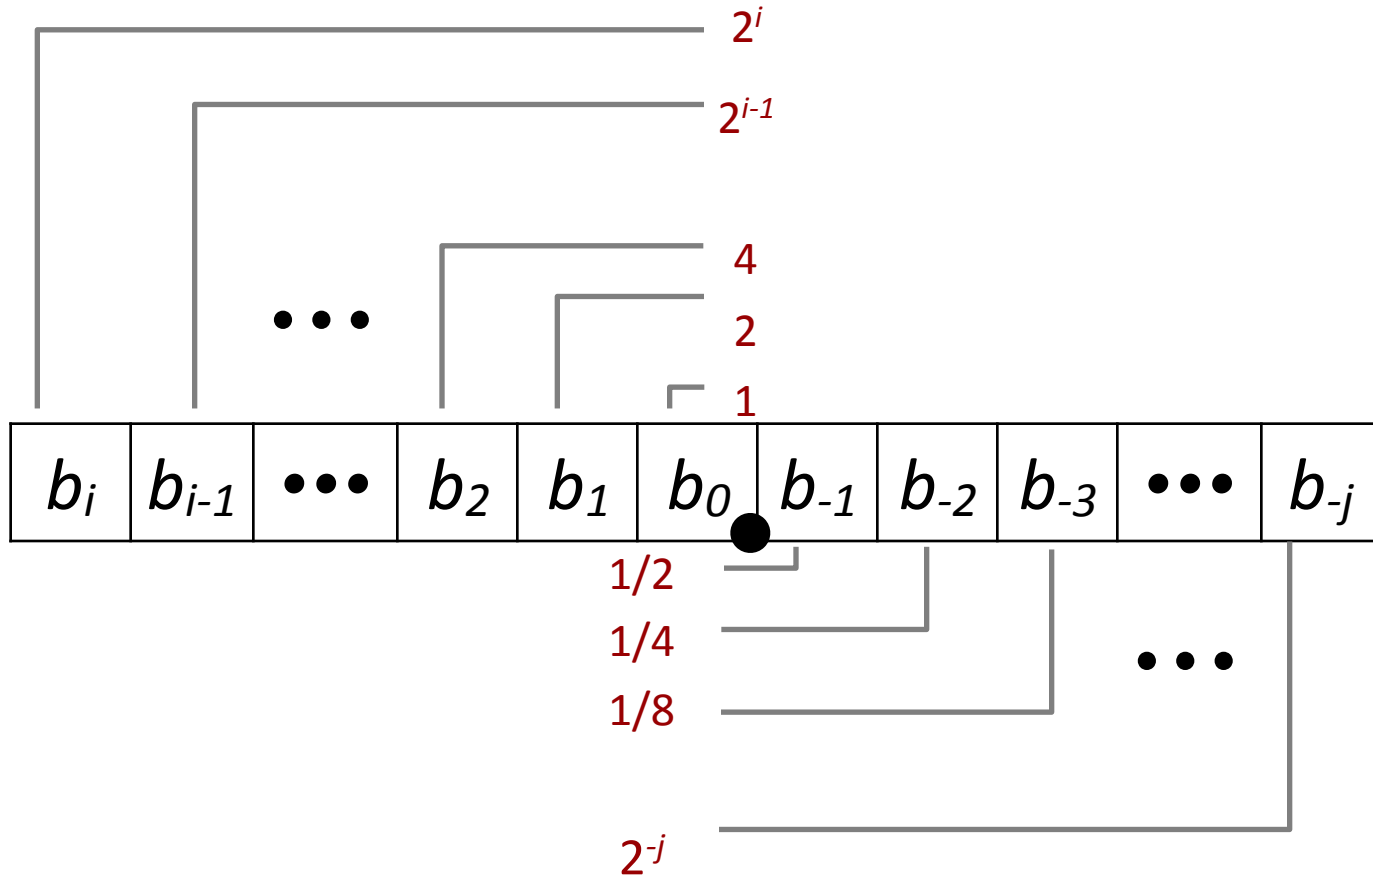 2^i
2^{i-1}
4
2
1
b_i b_{i-1} ••• b_2 b_1 b_0 . b_{-1} b_{-2} b_{-3} ••• b_{-j}
1/2
1/4
1/8
2^{-j}